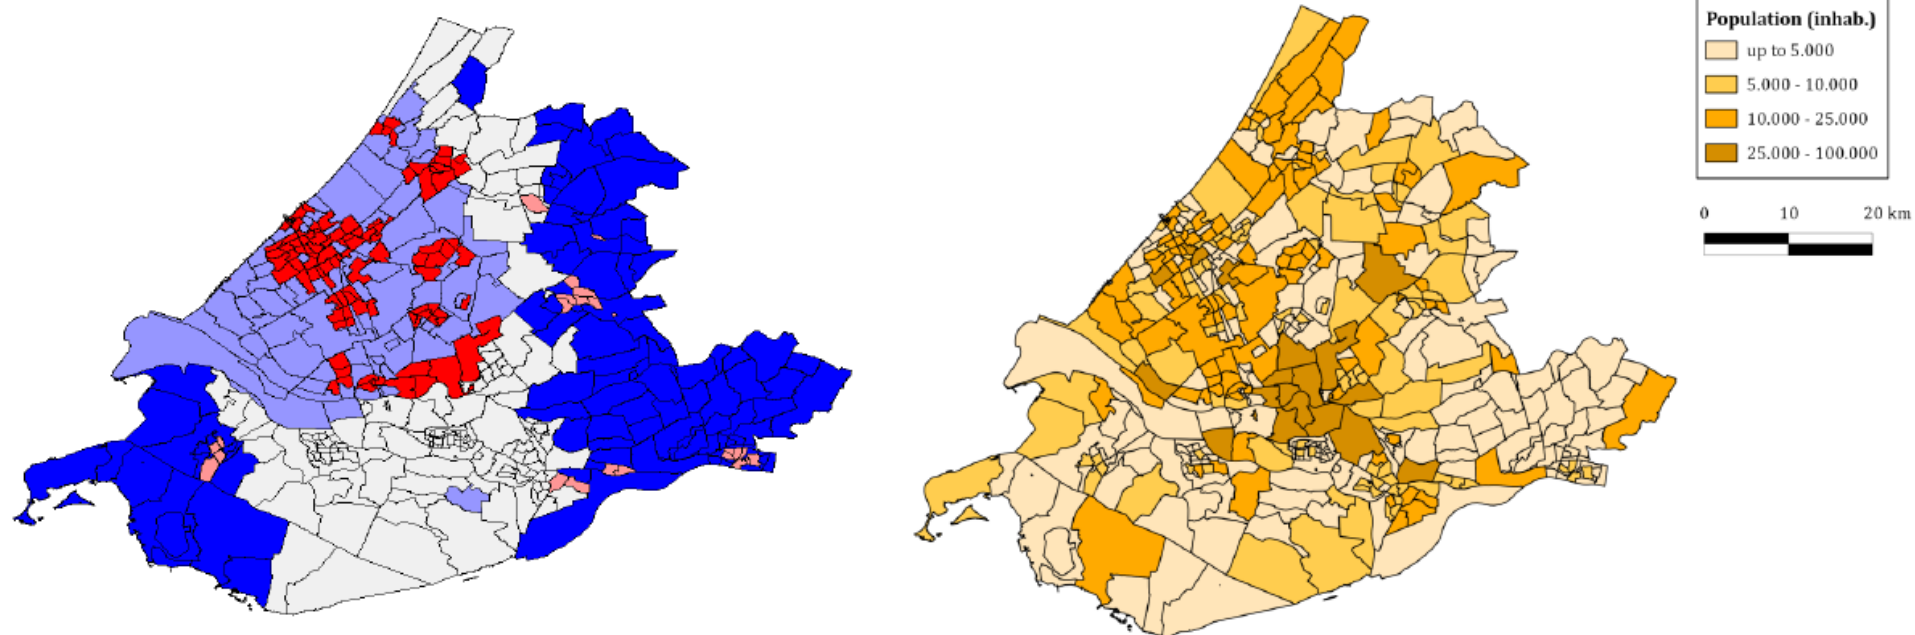 Population (inhab.)
up to 5.000
5.000 - 10.000
10.000 - 25.000
25.000 - 100.000
0 10 20 km